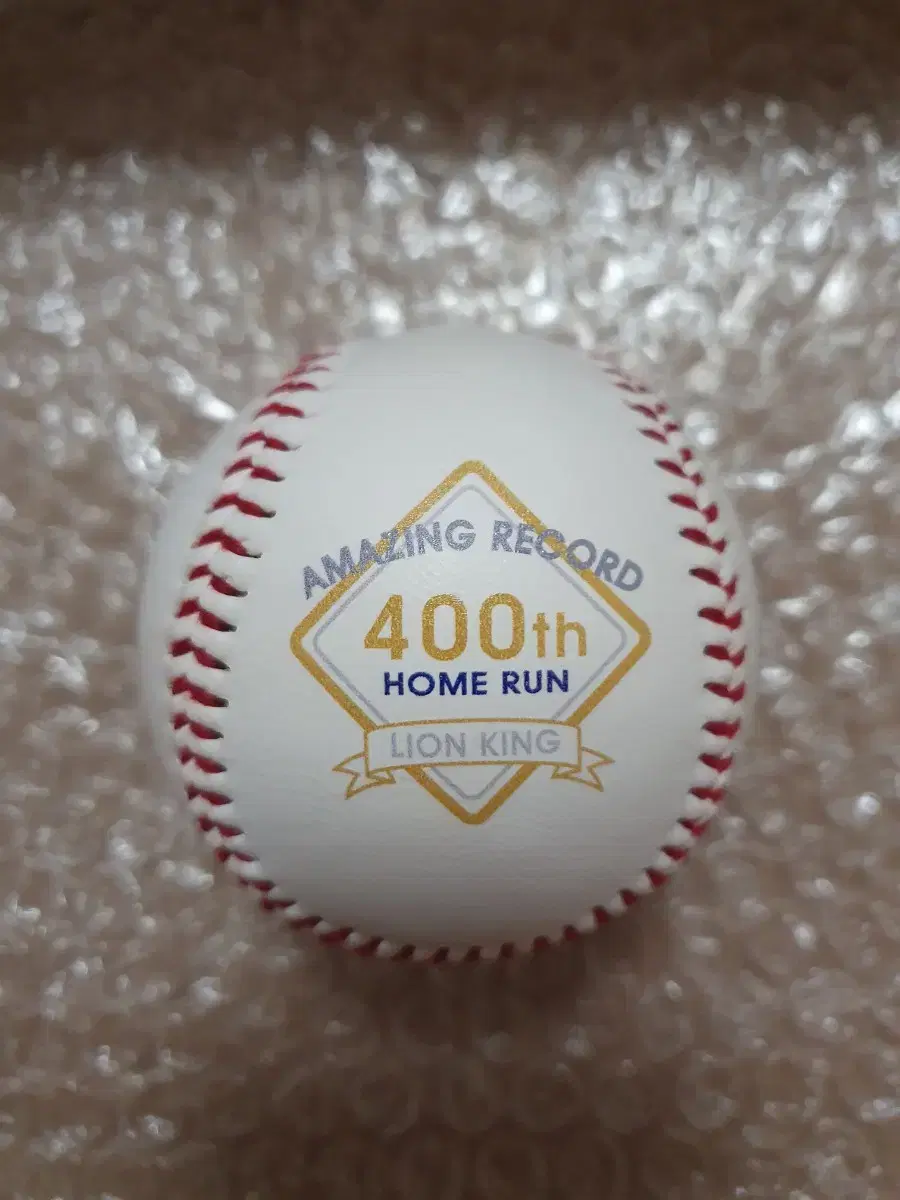 AMAZING RECORD
400th
HOME RUN
LION KING